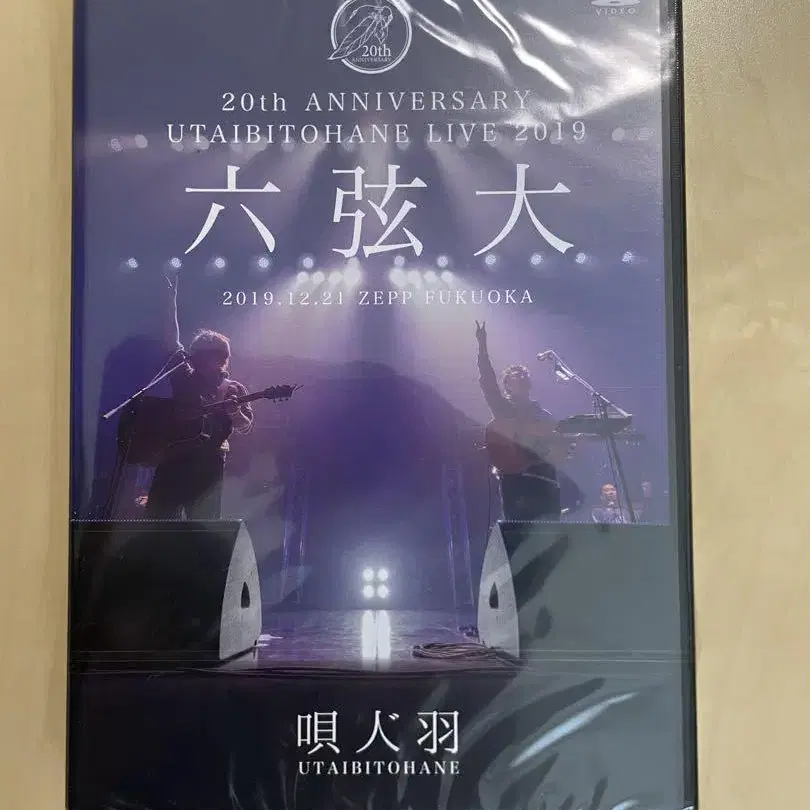 VIDEO
20th
ANNIVERSARY
20th ANNIVERSARY
UTAIBITOHANE LIVE 2019
六弦大
2019.12.21 ZEPP FUKUOKA
唄人羽
UTAIBITOHANE